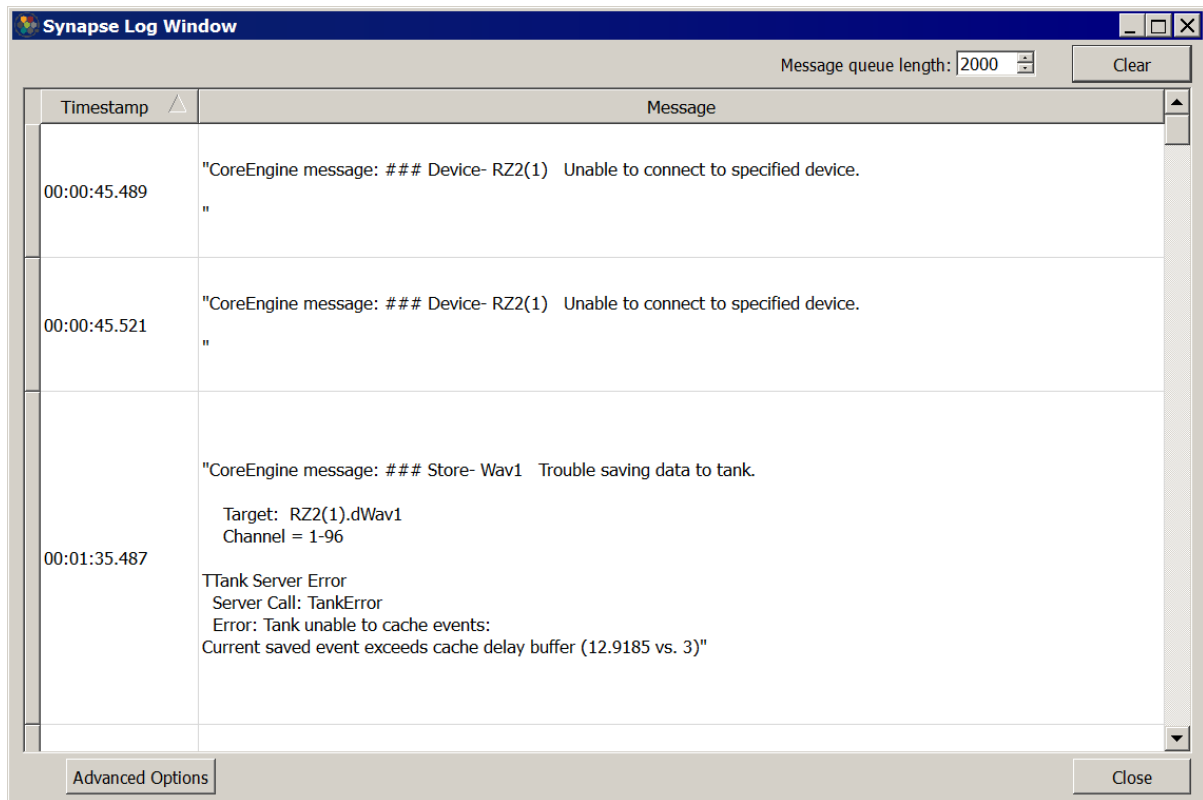 Synapse Log Window
Message queue length: 2000
Clear
Timestamp Message
00:00:45.489
"CoreEngine message: ### Device- RZ2(1)   Unable to connect to specified device.
"
00:00:45.521
"CoreEngine message: ### Device- RZ2(1)   Unable to connect to specified device.
"
00:01:35.487
"CoreEngine message: ### Store- Wav1   Trouble saving data to tank.
Target:  RZ2(1).dWav1
Channel = 1-96
TTank Server Error
Server Call: TankError
Error: Tank unable to cache events:
Current saved event exceeds cache delay buffer (12.9185 vs. 3)"
Advanced Options
Close